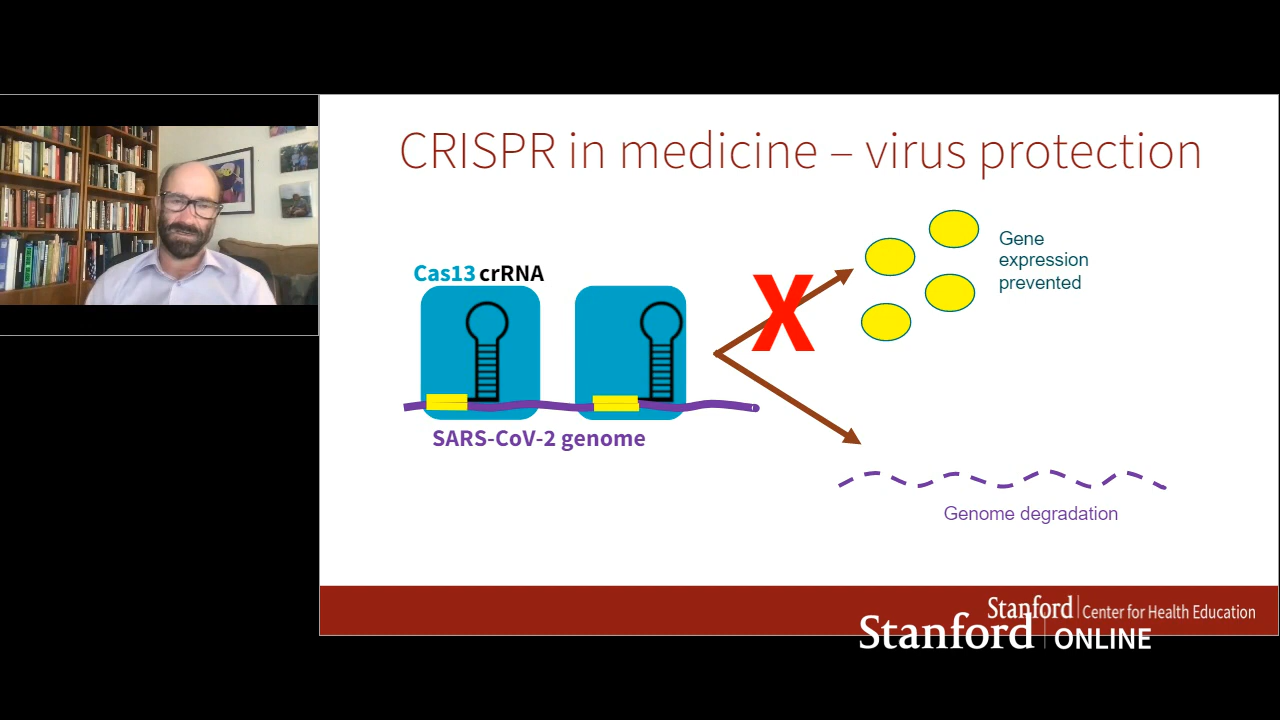 CRISPR in medicine – virus protection
Cas13 crRNA
SARS-CoV-2 genome
X
Gene
expression
prevented
Genome degradation
Stanford Center for Health Education
Stanford ONLINE